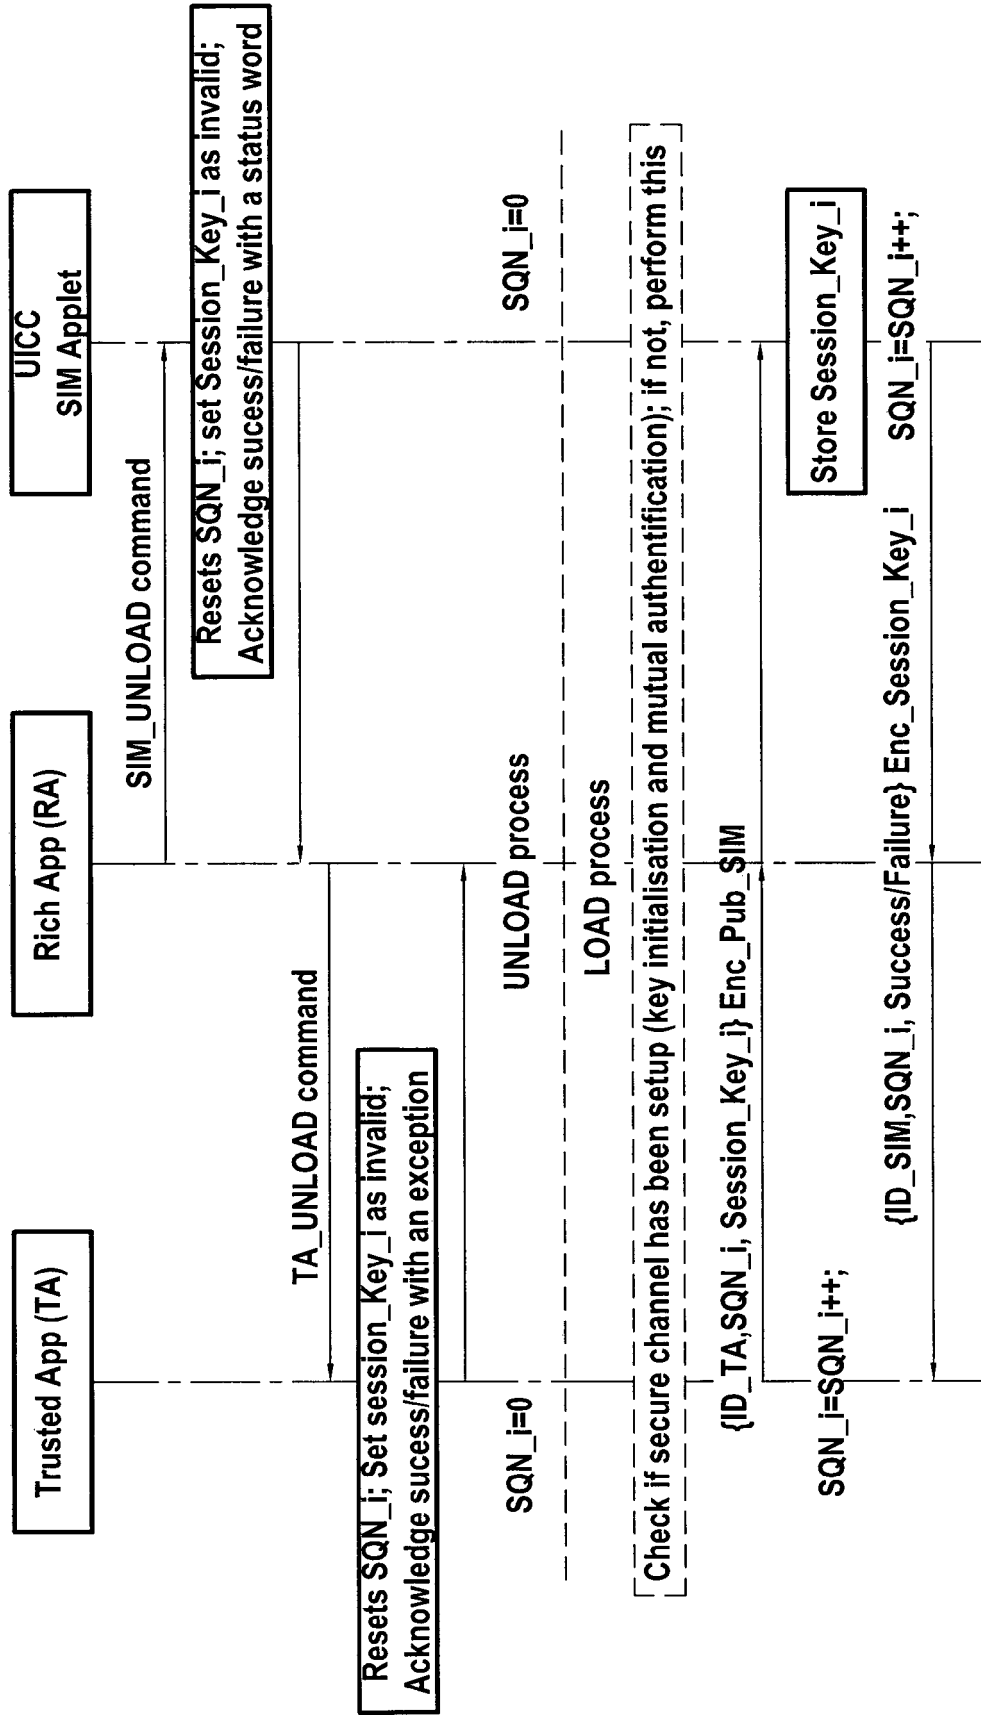 Trusted App (TA)
Rich App (RA)
UICC
SIM Applet
SIM_UNLOAD command
Resets SQN_i; set Session_Key_i as invalid;
Acknowledge sucess/failure with a status word
TA_UNLOAD command
Resets SQN_i; Set session_Key_i as invalid;
Acknowledge sucess/failure with an exception
SQN_i=0
UNLOAD process
SQN_i=0
LOAD process
Check if secure channel has been setup (key initialisation and mutual authentification); if not, perform this
{ID_TA,SQN_i, Session_Key_i} Enc_Pub_SIM
Store Session_Key_i
SQN_i=SQN_i++;
{ID_SIM,SQN_i, Success/Failure} Enc_Session_Key_i
SQN_i=SQN_i++;